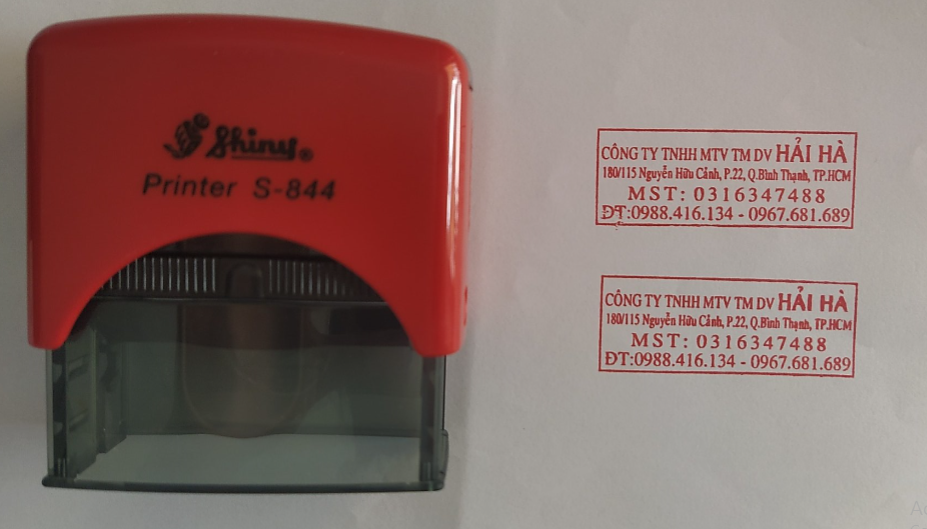 Shiny®
Printer S-844
CÔNG TY TNHH MTV TM DV HẢI HÀ
180/115 Nguyễn Hữu Cảnh, P.22, Q.Bình Thạnh, TP.HCM
MST: 0316347488
ĐT:0988.416.134 - 0967.681.689
CÔNG TY TNHH MTV TM DV HẢI HÀ
180/115 Nguyễn Hữu Cảnh, P.22, Q.Bình Thạnh, TP.HCM
MST: 0316347488
ĐT:0988.416.134 - 0967.681.689